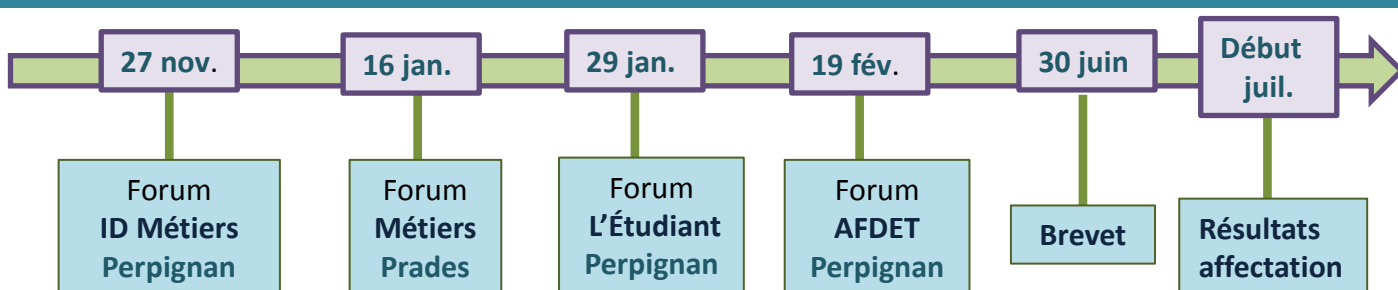 27 nov.
16 jan.
29 jan.
19 fév.
30 juin
Début
juil.
Forum
ID Métiers
Perpignan
Forum
Métiers
Prades
Forum
L'Étudiant
Perpignan
Forum
AFDET
Perpignan
Brevet
Résultats
affectation